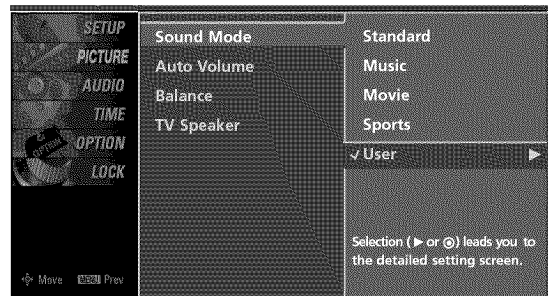 SETUP
PICTURE
AUDIO
TIME
OPTION
LOCK
Move MENU Prev
Sound Mode
Auto Volume
Balance
TV Speaker
Standard
Music
Movie
Sports
✓ User ▶
Selection (▶ or ◉) leads you to
the detailed setting screen.
OPTION